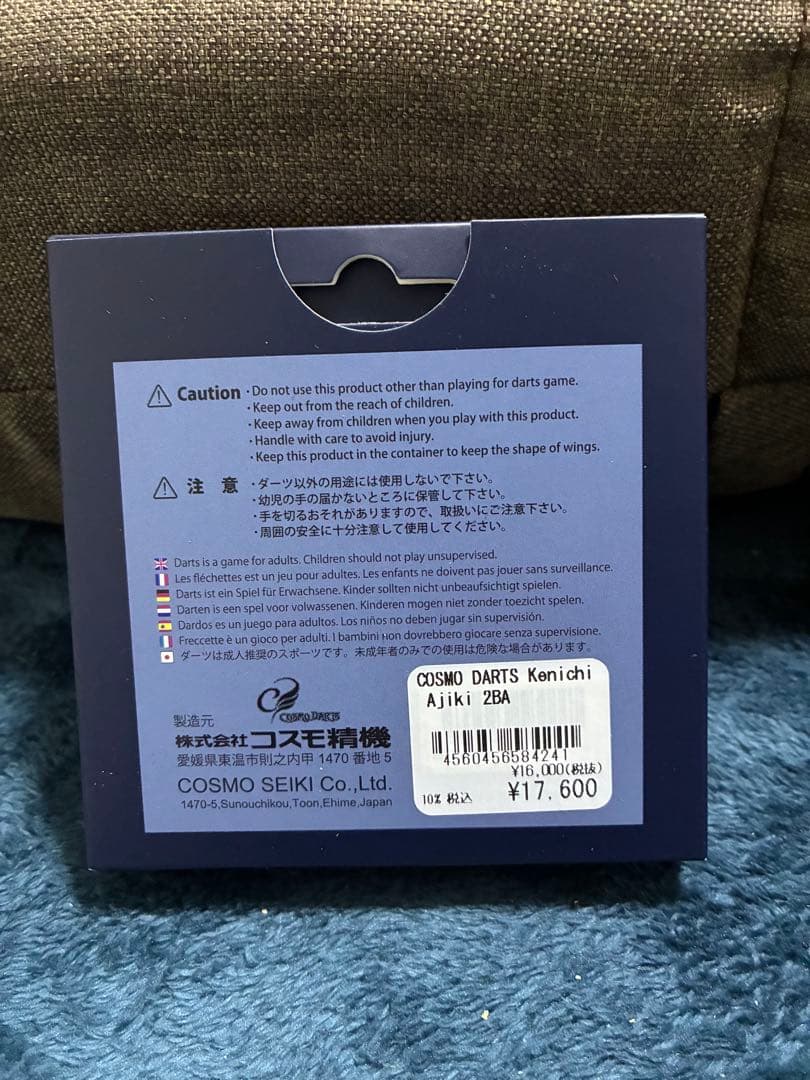 ⚠ Caution ・Do not use this product other than playing for darts game.
・Keep out from the reach of children.
・Keep away from children when you play with this product.
・Handle with care to avoid injury.
・Keep this product in the container to keep the shape of wings.
⚠ 注 意 ・ダーツ以外の用途には使用しないで下さい。
・幼児の手の届かないところに保管して下さい。
・手を切るおそれがありますので、取扱いにご注意下さい。
・周囲の安全に十分注意して使用してください。
Darts is a game for adults. Children should not play unsupervised.
Les fléchettes est un jeu pour adultes. Les enfants ne doivent pas jouer sans surveillance.
Darts ist ein Spiel für Erwachsene. Kinder sollten nicht unbeaufsichtigt spielen.
Darten is een spel voor volwassenen. Kinderen mogen niet zonder toezicht spelen.
Dardos es un juego para adultos. Los niños no deben jugar sin supervisión.
Freccette è un gioco per adulti. I bambini non dovrebbero giocare senza supervisione.
ダーツは成人推奨のスポーツです。未成年者のみでの使用は危険な場合があります。
COSMO DARTS
製造元
株式会社コスモ精機
愛媛県東温市則之内甲 1470 番地 5
COSMO SEIKI Co.,Ltd.
1470-5,Sunouchikou,Toon,Ehime,Japan
COSMO DARTS Kenichi
Ajiki 2BA
4560456584241
¥16,000(税抜)
10% 税込 ¥17,600